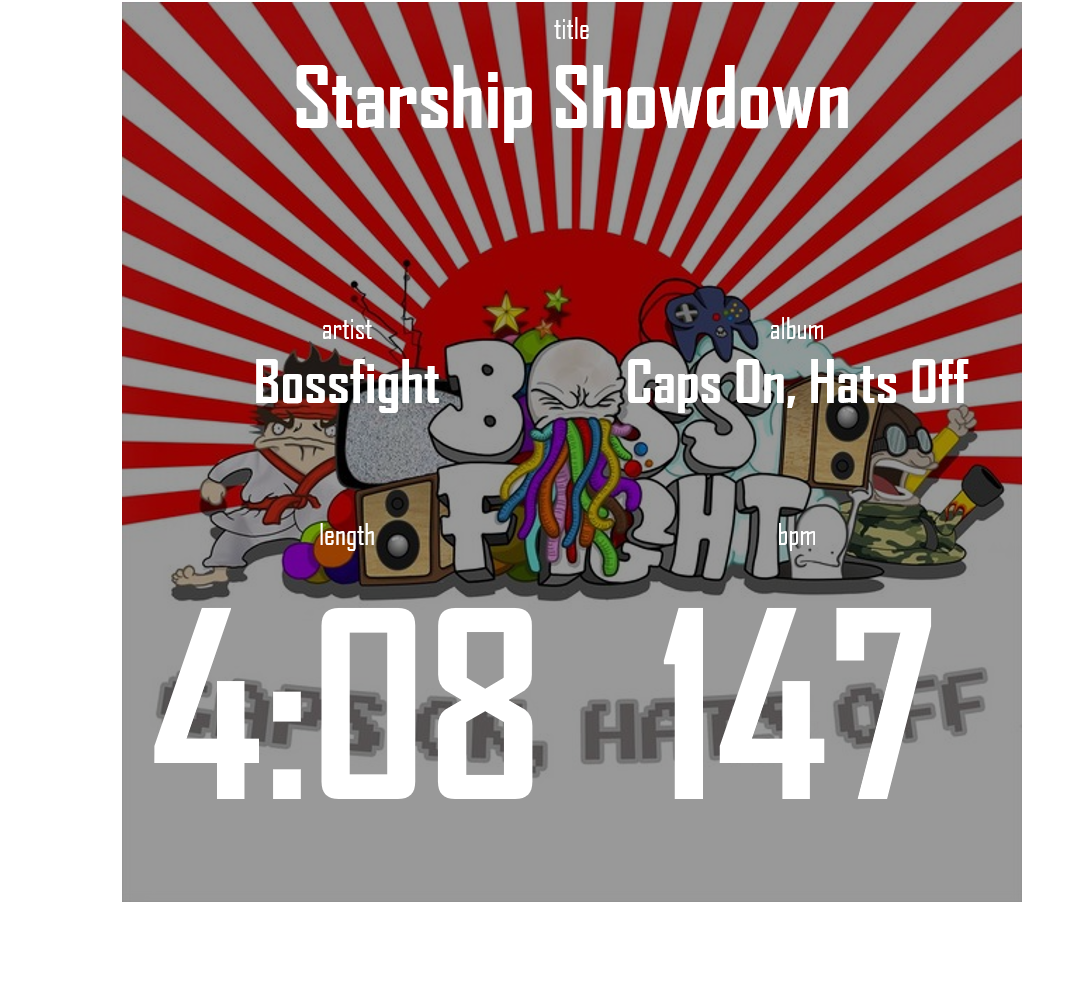 title
Starship Showdown
artist
album
Bossfight
Caps On, Hats Off
BOSS
FIGHT
length
bpm
4:08
147
CAPS ON, HATS OFF